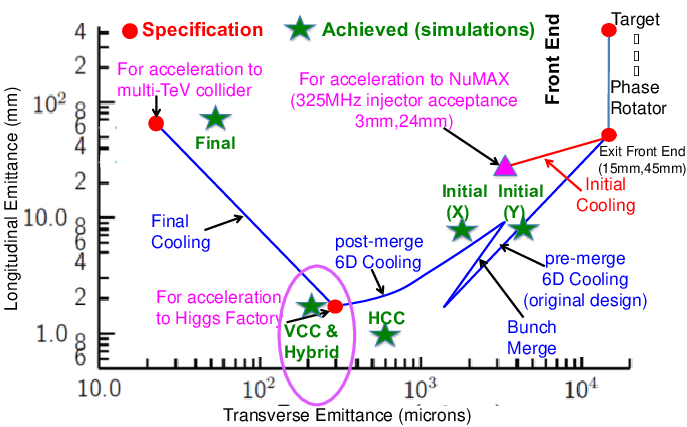 Specification
Achieved (simulations)
Front End
Target
Phase
Rotator
Exit Front End
(15mm,45mm)
Initial
Cooling
For acceleration to
multi-TeV collider
For acceleration to NuMAX
(325MHz injector acceptance
3mm,24mm)
Final
Initial
(X)
Initial
(Y)
Final
Cooling
post-merge
6D Cooling
pre-merge
6D Cooling
(original design)
For acceleration
to Higgs Factory
VCC &
Hybrid
HCC
Bunch
Merge
Longitudinal Emittance (mm)
4
2
10²
8
6
4
2
10.0
8
6
4
2
1.0
8
6
10.0
10²
10³
10⁴
Transverse Emittance (microns)